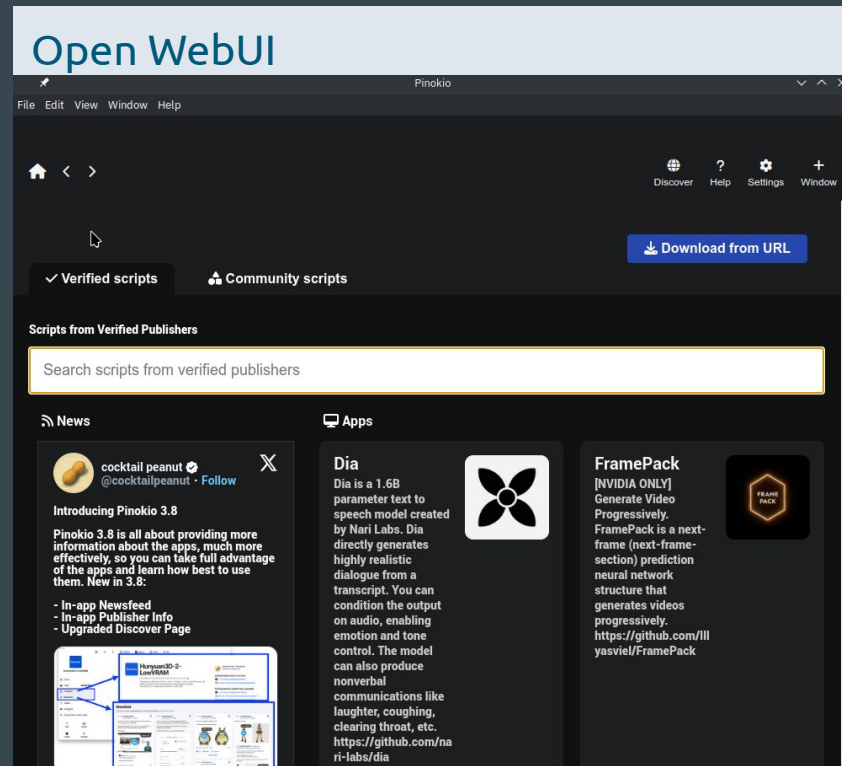 Open WebUI
Pinokio
File Edit View Window Help
Discover Help Settings Window
Download from URL
Verified scripts Community scripts
Scripts from Verified Publishers
Search scripts from verified publishers
News
cocktail peanut
@cocktailpeanut · Follow
Introducing Pinokio 3.8
Pinokio 3.8 is all about providing more
information about the apps, much more
effectively, so you can take full advantage
of the apps and learn how best to use
them. New in 3.8:
- In-app Newsfeed
- In-app Publisher Info
- Upgraded Discover Page
Hunyuan3D-2-
LowVRAM
Apps
Dia
Dia is a 1.6B
parameter text to
speech model created
by Nari Labs. Dia
directly generates
highly realistic
dialogue from a
transcript. You can
condition the output
on audio, enabling
emotion and tone
control. The model
can also produce
nonverbal
communications like
laughter, coughing,
clearing throat, etc.
https://github.com/na
ri-labs/dia
FramePack
[NVIDIA ONLY]
Generate Video
Progressively.
FramePack is a next-
frame (next-frame-
section) prediction
neural network
structure that
generates videos
progressively.
https://github.com/lll
yasviel/FramePack
FRAME
PACK